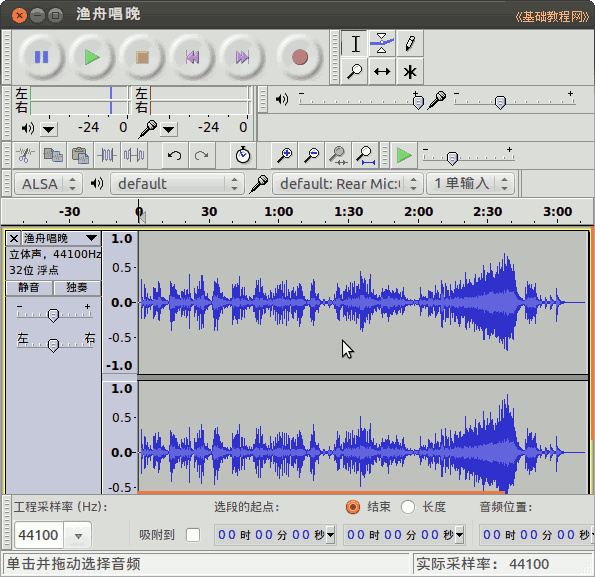 渔舟唱晚
《基础教程网》
左
右
-24 0
左
右
-24 0
ALSA
default
default: Rear Mic:
1 单输入
-30 0 30 1:00 1:30 2:00 2:30 3:00
渔舟唱晚
立体声，44100Hz
32位 浮点
静音 独奏
- +
左 右
1.0
0.5
0.0
-0.5
-1.0
1.0
0.5
0.0
-0.5
工程采样率 (Hz):
选段的起点:
结束
长度
音频位置:
44100
吸附到
00 时 00 分 00 秒
00 时 00 分 00 秒
00 时 00 分 00 秒
单击并拖动选择音频
实际采样率: 44100